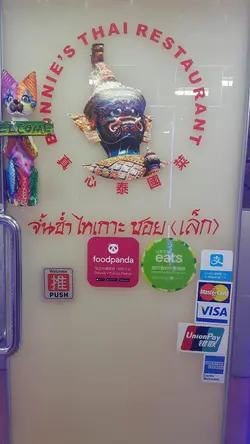 BONNIE'S THAI RESTAURANT
WELCOME
真心泰國菜
จิ้นซ่ำ ไทเกาะ ช่อย (เล็ก)
foodpanda
eats
Welcome
推
PUSH
MasterCard
VISA
UnionPay
银联